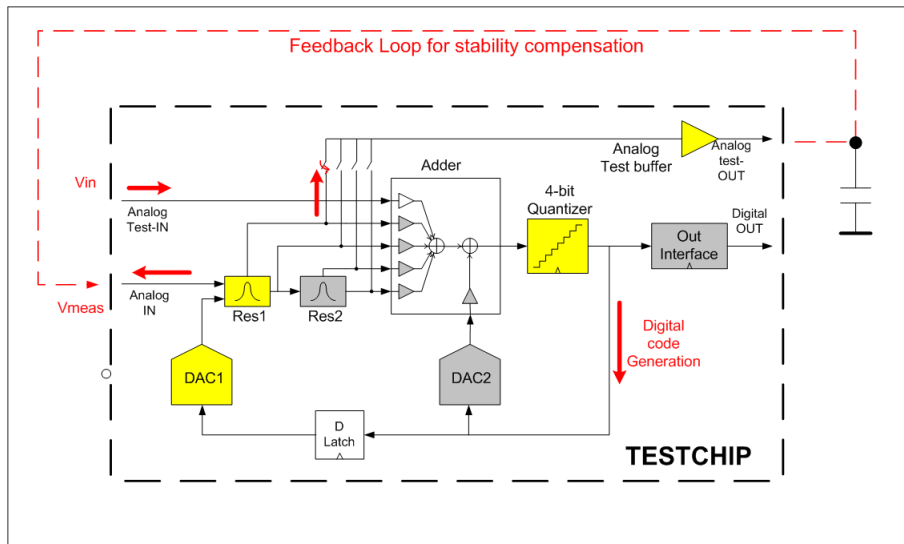 Feedback Loop for stability compensation
Vin
Analog
Test-IN
Adder
Analog
Test buffer
Analog
test-
OUT
4-bit
Quantizer
Digital
OUT
Out
Interface
Vmeas
Analog
IN
Res1
Res2
DAC1
DAC2
Digital
code
Generation
D
Latch
TESTCHIP